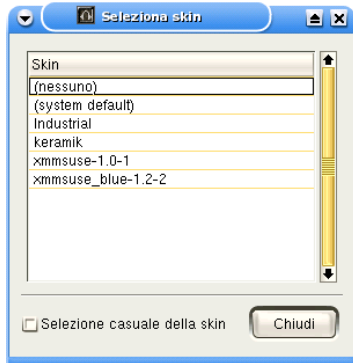 Seleziona skin
Skin
(nessuno)
(system default)
Industrial
keramik
xmmsuse-1.0-1
xmmsuse_blue-1.2-2
Selezione casuale della skin
Chiudi